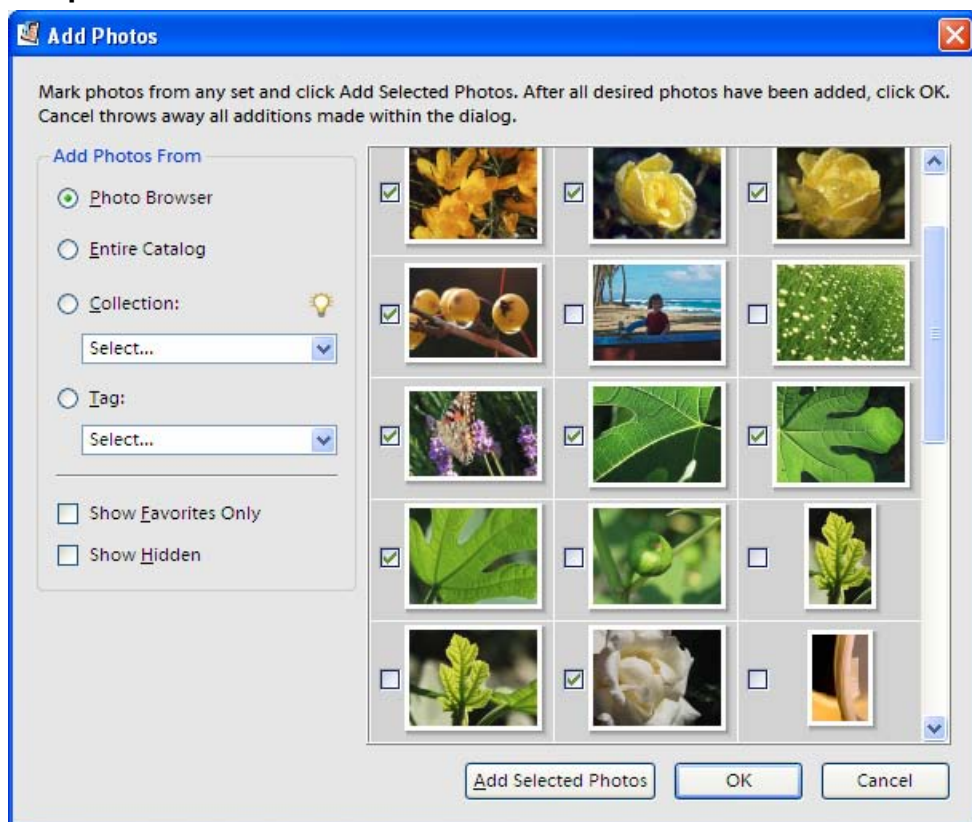 Add Photos
Mark photos from any set and click Add Selected Photos. After all desired photos have been added, click OK.
Cancel throws away all additions made within the dialog.
Add Photos From
Photo Browser
Entire Catalog
Collection:
Select...
Tag:
Select...
Show Favorites Only
Show Hidden
Add Selected Photos
OK
Cancel